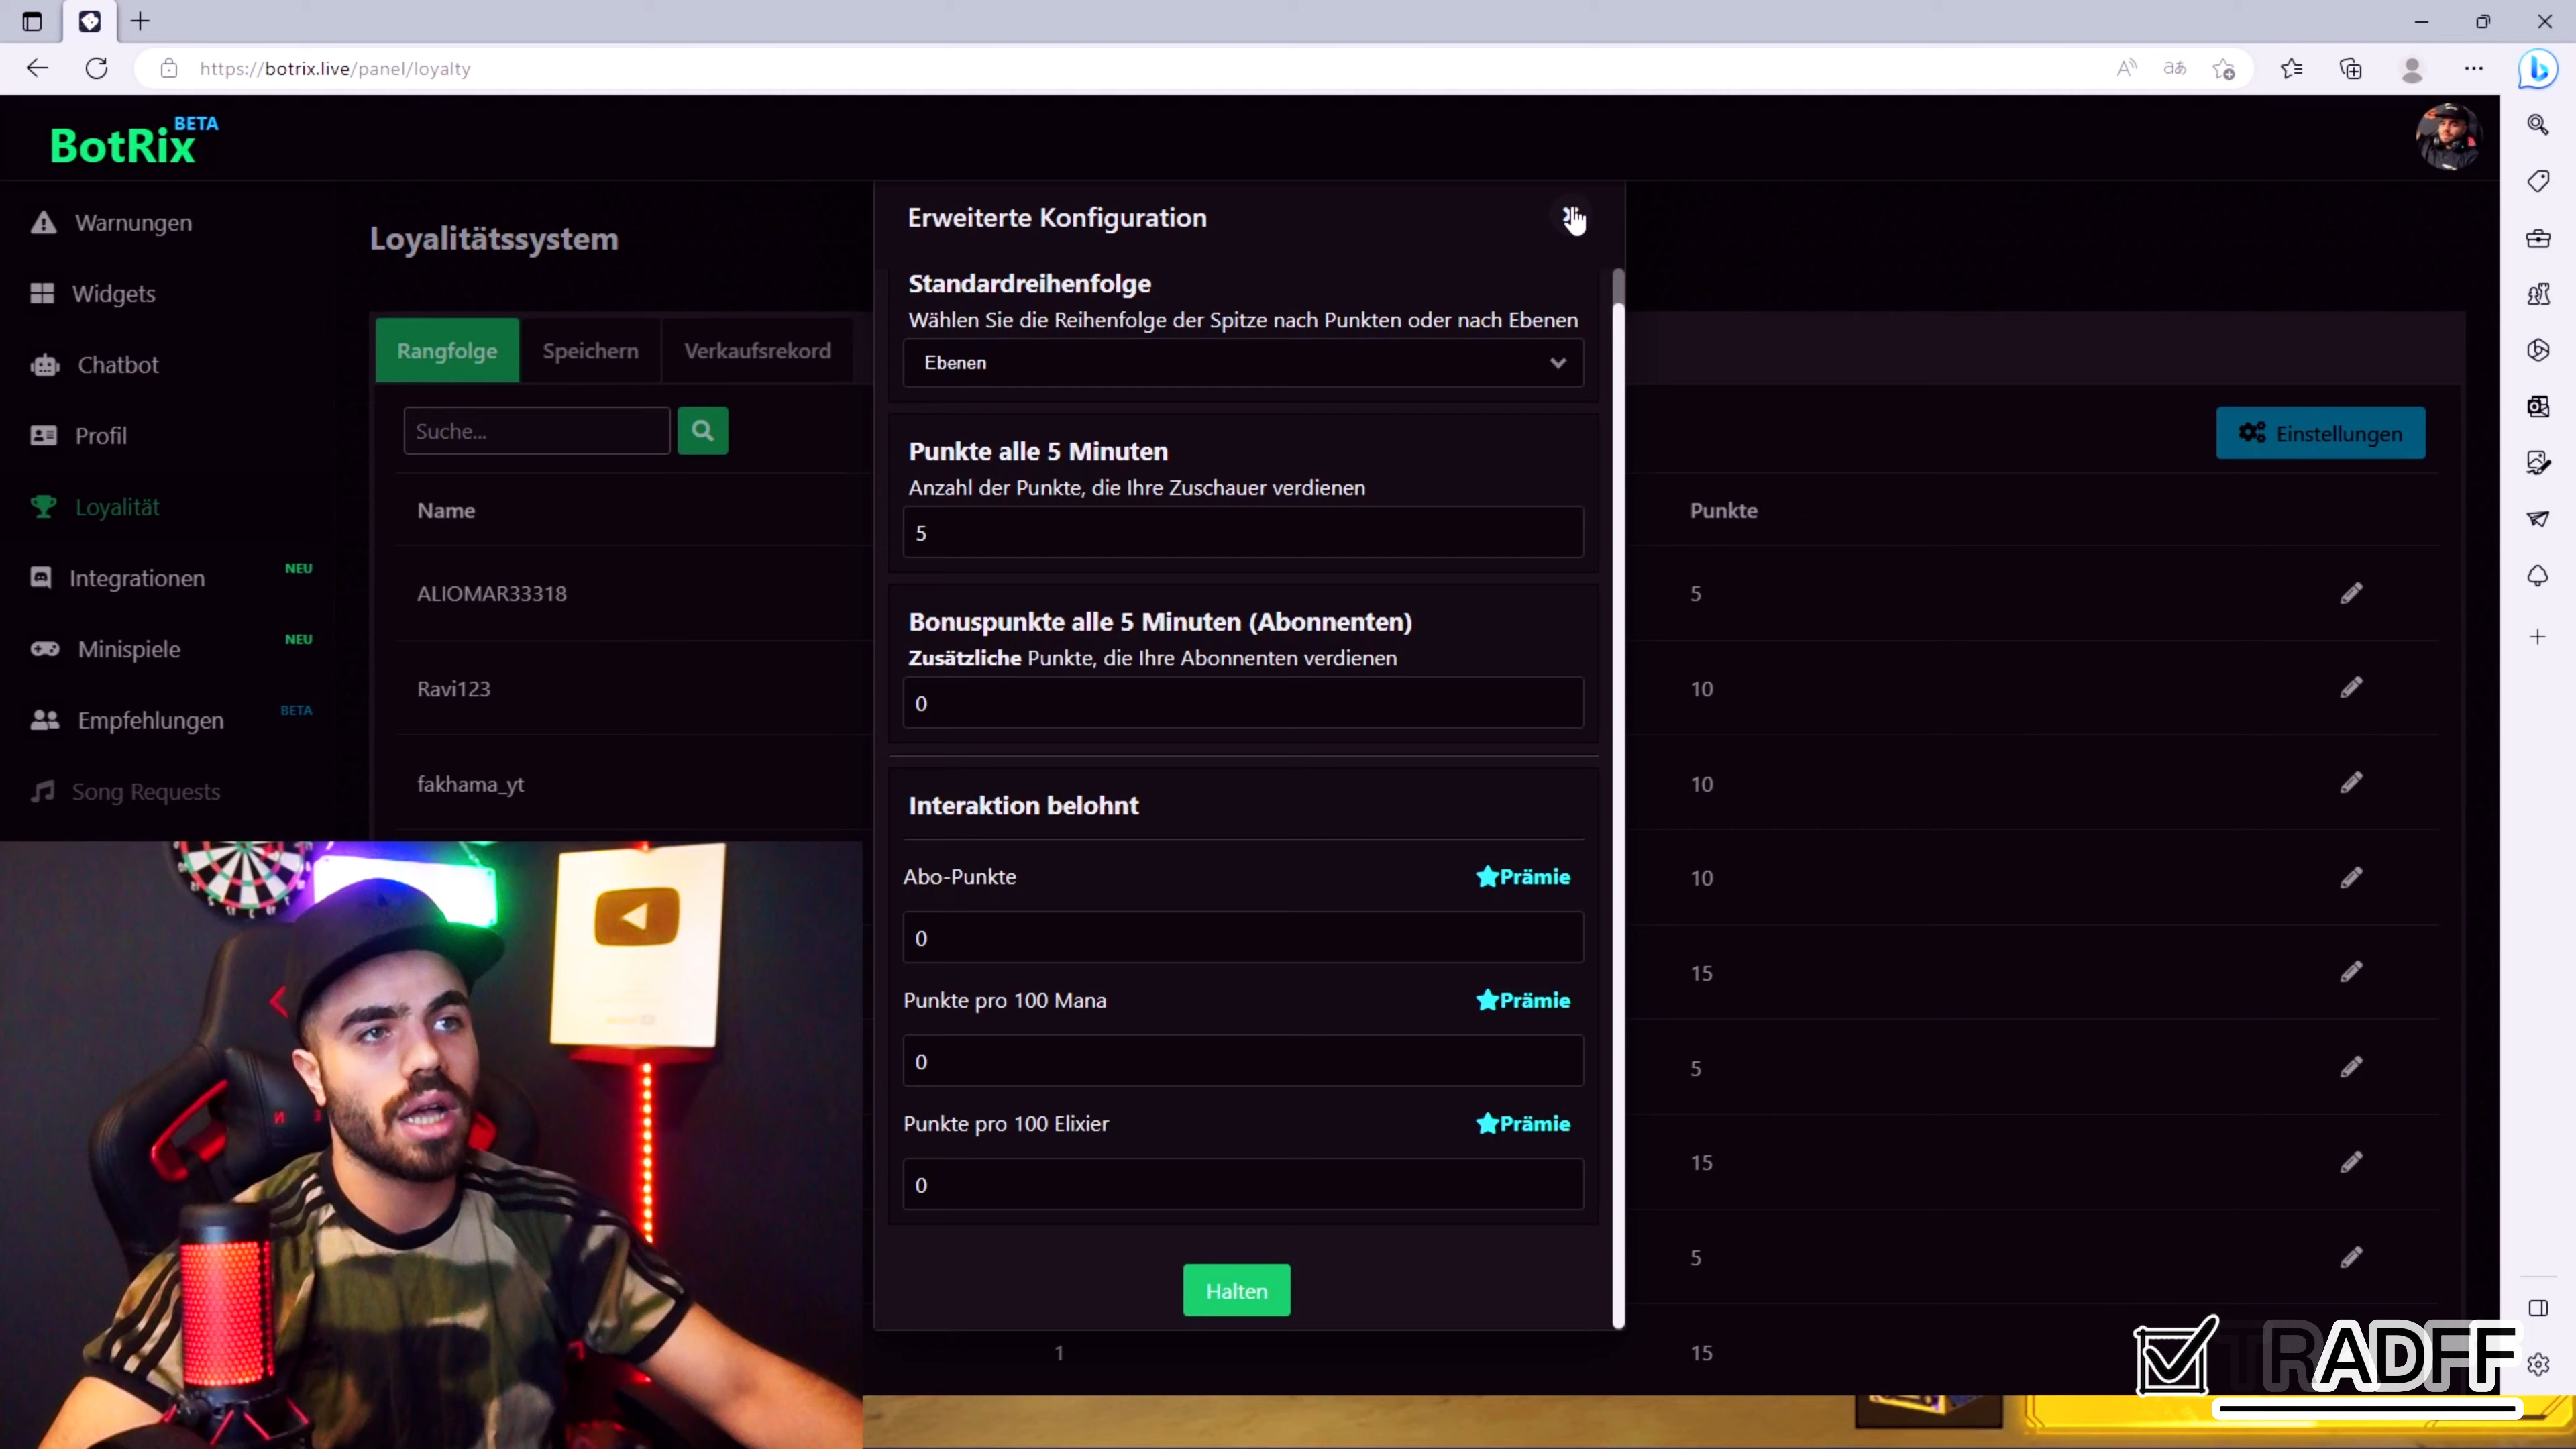 https://botrix.live/panel/loyalty
BotRix BETA
Warnungen
Widgets
Chatbot
Profil
Loyalität
Integrationen NEU
Minispiele NEU
Empfehlungen BETA
Song Requests
Loyalitätssystem
Rangfolge Speichern Verkaufsrekord
Suche...
Einstellungen
Name Punkte
ALIOMAR33318 5
Ravi123 10
fakhama_yt 10
10
15
5
15
5
1 15
Erweiterte Konfiguration
Standardreihenfolge
Wählen Sie die Reihenfolge der Spitze nach Punkten oder nach Ebenen
Ebenen
Punkte alle 5 Minuten
Anzahl der Punkte, die Ihre Zuschauer verdienen
5
Bonuspunkte alle 5 Minuten (Abonnenten)
Zusätzliche Punkte, die Ihre Abonnenten verdienen
0
Interaktion belohnt
Abo-Punkte Prämie
0
Punkte pro 100 Mana Prämie
0
Punkte pro 100 Elixier Prämie
0
Halten
TRADFF